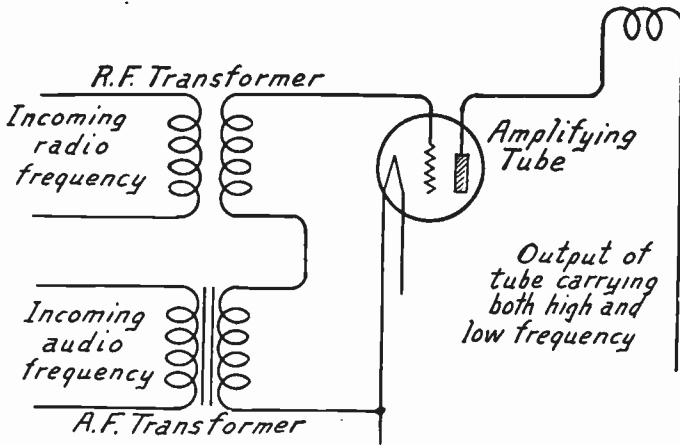 R.F. Transformer
Incoming
radio
frequency
Amplifying
Tube
Output of
tube carrying
both high and
low frequency
Incoming
audio
frequency
A.F. Transformer